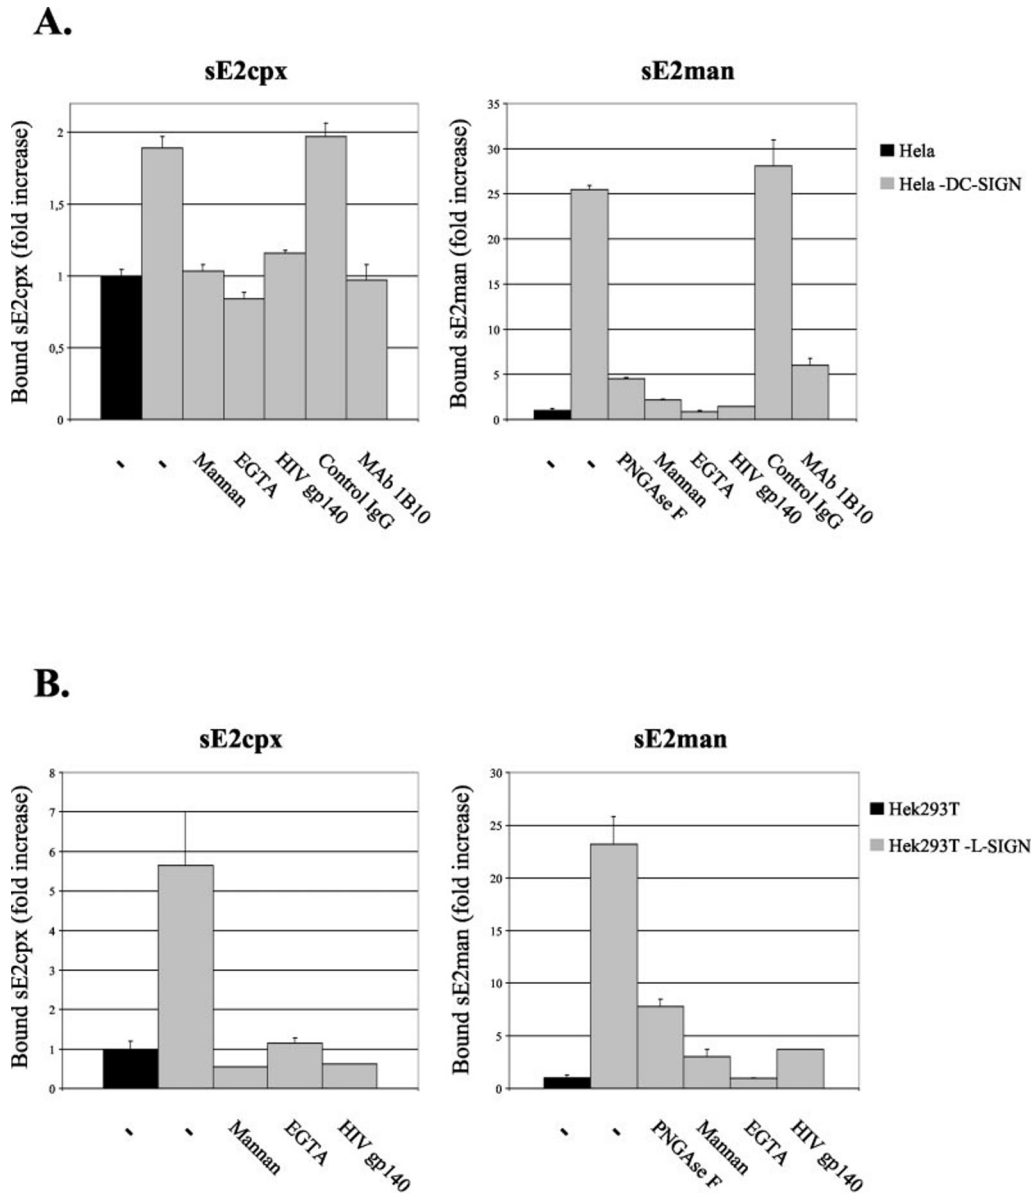 A.
sE2cpx
Bound sE2cpx (fold increase)
2
1,5
1
0,5
0
-
-
Mannan
EGTA
HIV gp140
Control IgG
MAb 1B10
sE2man
Bound sE2man (fold increase)
35
30
25
20
15
10
5
0
-
-
PNGAse F
Mannan
EGTA
HIV gp140
Control IgG
MAb 1B10
Hela
Hela -DC-SIGN
B.
sE2cpx
Bound sE2cpx (fold increase)
8
7
6
5
4
3
2
1
0
-
-
Mannan
EGTA
HIV gp140
sE2man
Bound sE2man (fold increase)
30
25
20
15
10
5
0
-
-
PNGAse F
Mannan
EGTA
HIV gp140
Hek293T
Hek293T -L-SIGN